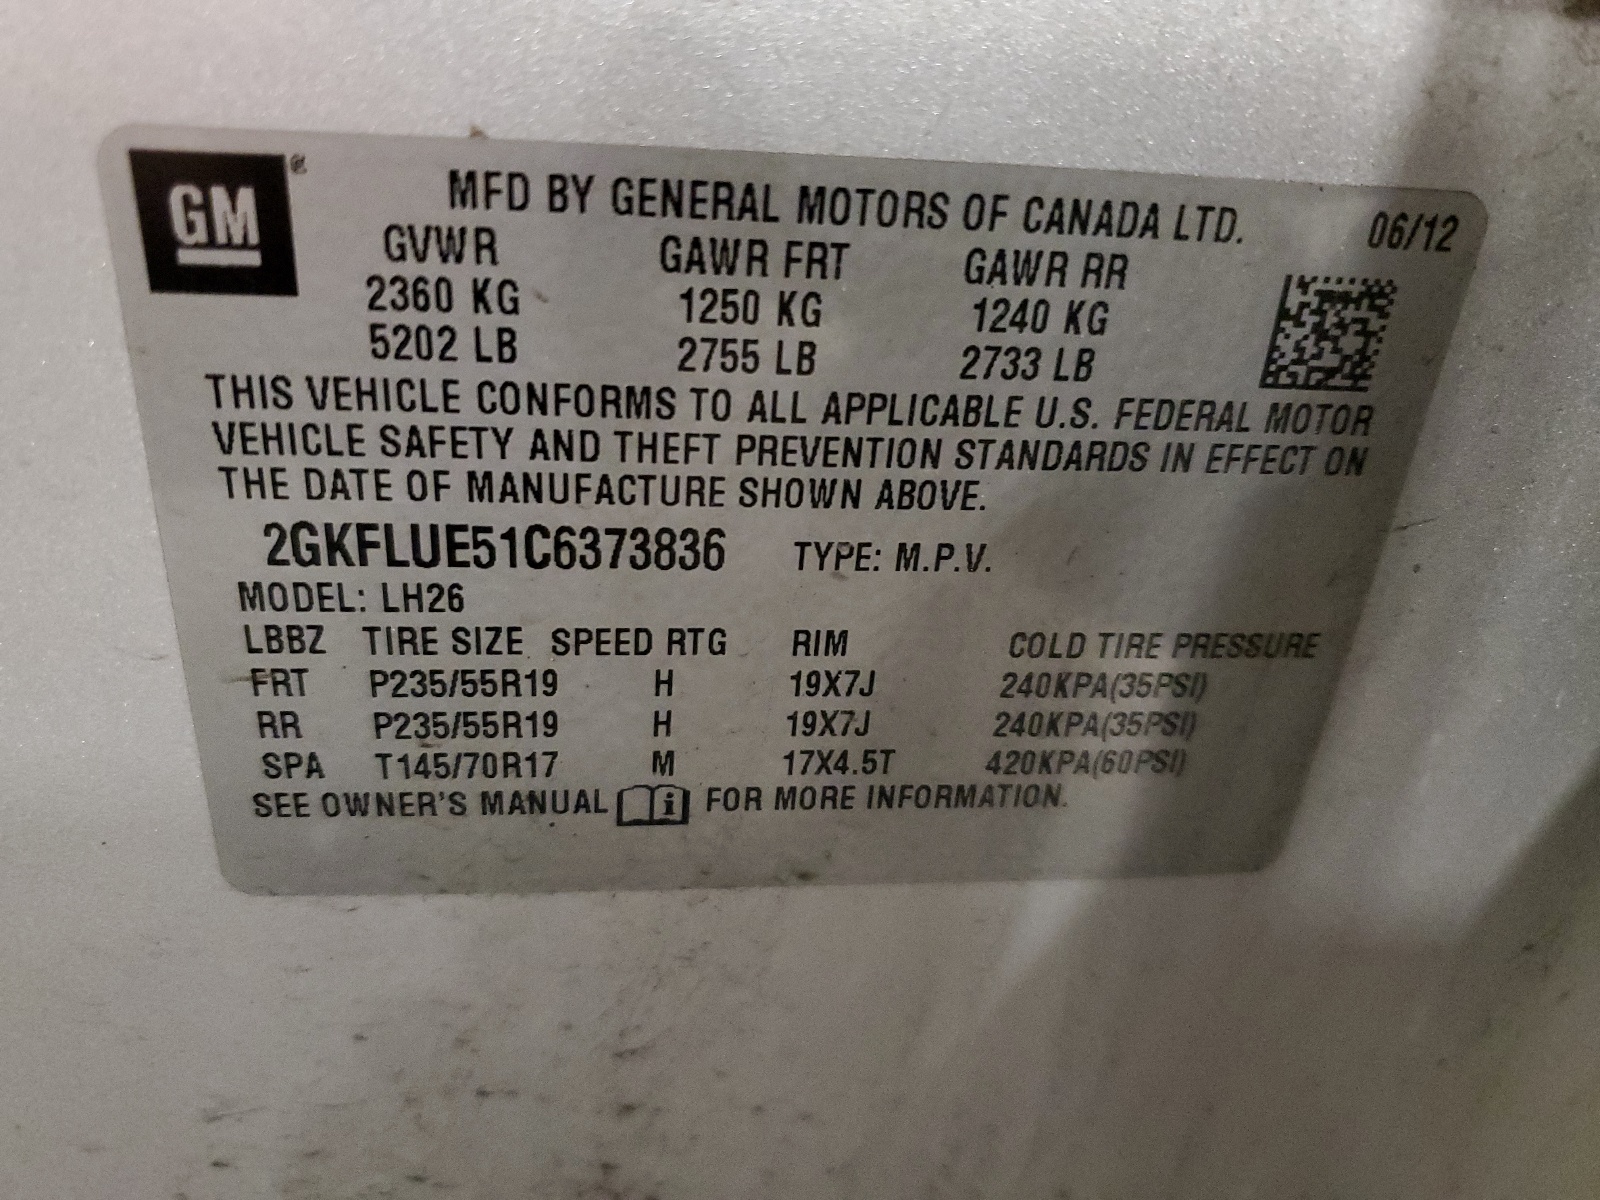 GM ®
MFD BY GENERAL MOTORS OF CANADA LTD. 06/12
GVWR GAWR FRT GAWR RR
2360 KG 1250 KG 1240 KG
5202 LB 2755 LB 2733 LB
THIS VEHICLE CONFORMS TO ALL APPLICABLE U.S. FEDERAL MOTOR
VEHICLE SAFETY AND THEFT PREVENTION STANDARDS IN EFFECT ON
THE DATE OF MANUFACTURE SHOWN ABOVE.
2GKFLUE51C6373836 TYPE: M.P.V.
MODEL: LH26
LBBZ TIRE SIZE SPEED RTG RIM COLD TIRE PRESSURE
FRT P235/55R19 H 19X7J 240KPA(35PSI)
RR P235/55R19 H 19X7J 240KPA(35PSI)
SPA T145/70R17 M 17X4.5T 420KPA(60PSI)
SEE OWNER'S MANUAL i FOR MORE INFORMATION.